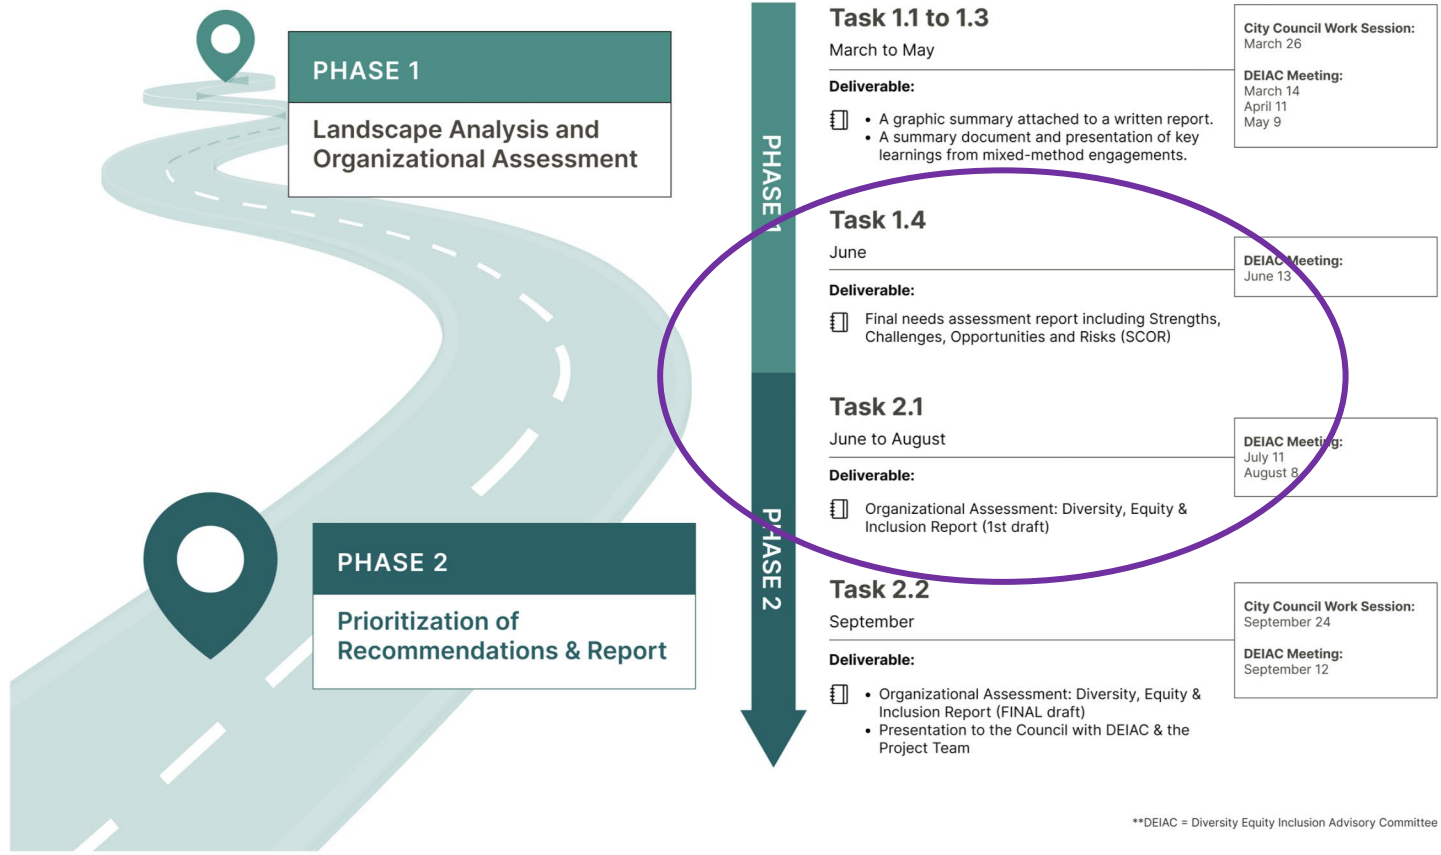 PHASE 1
Landscape Analysis and
Organizational Assessment
PHASE 2
Prioritization of
Recommendations & Report
PHASE 1
PHASE 2
Task 1.1 to 1.3
March to May
Deliverable:
• A graphic summary attached to a written report.
• A summary document and presentation of key
learnings from mixed-method engagements.
City Council Work Session:
March 26
DEIAC Meeting:
March 14
April 11
May 9
Task 1.4
June
Deliverable:
Final needs assessment report including Strengths,
Challenges, Opportunities and Risks (SCOR)
DEIAC Meeting:
June 13
Task 2.1
June to August
Deliverable:
Organizational Assessment: Diversity, Equity &
Inclusion Report (1st draft)
DEIAC Meeting:
July 11
August 8
Task 2.2
September
Deliverable:
• Organizational Assessment: Diversity, Equity &
Inclusion Report (FINAL draft)
• Presentation to the Council with DEIAC & the
Project Team
City Council Work Session:
September 24
DEIAC Meeting:
September 12
**DEIAC = Diversity Equity Inclusion Advisory Committee